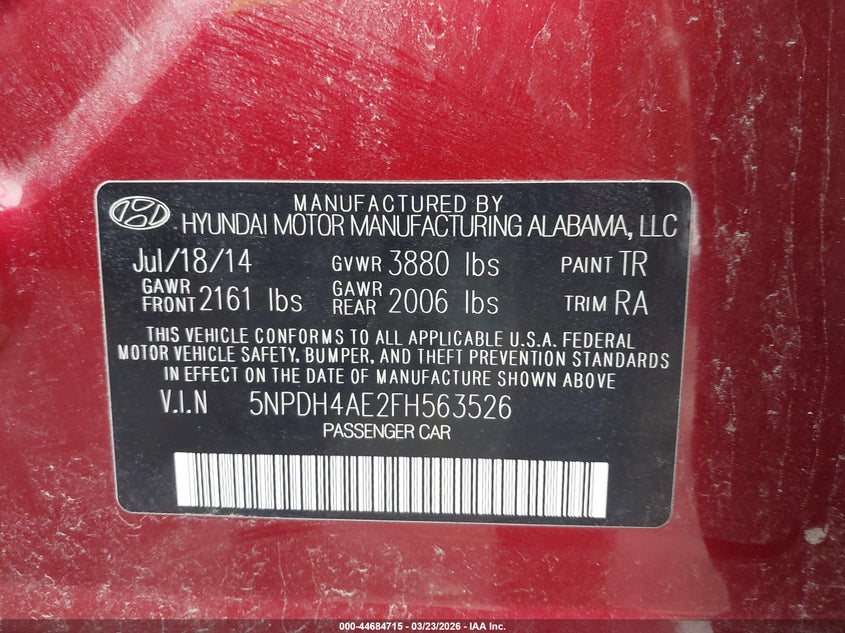 MANUFACTURED BY
HYUNDAI MOTOR MANUFACTURING ALABAMA, LLC
Jul/18/14 GVWR 3880 lbs PAINT TR
GAWR FRONT 2161 lbs GAWR REAR 2006 lbs TRIM RA
THIS VEHICLE CONFORMS TO ALL APPLICABLE U.S.A. FEDERAL
MOTOR VEHICLE SAFETY, BUMPER, AND THEFT PREVENTION STANDARDS
IN EFFECT ON THE DATE OF MANUFACTURE SHOWN ABOVE
V.I.N 5NPDH4AE2FH563526
PASSENGER CAR
000-44684715 - 03/23/2026 - IAA Inc.